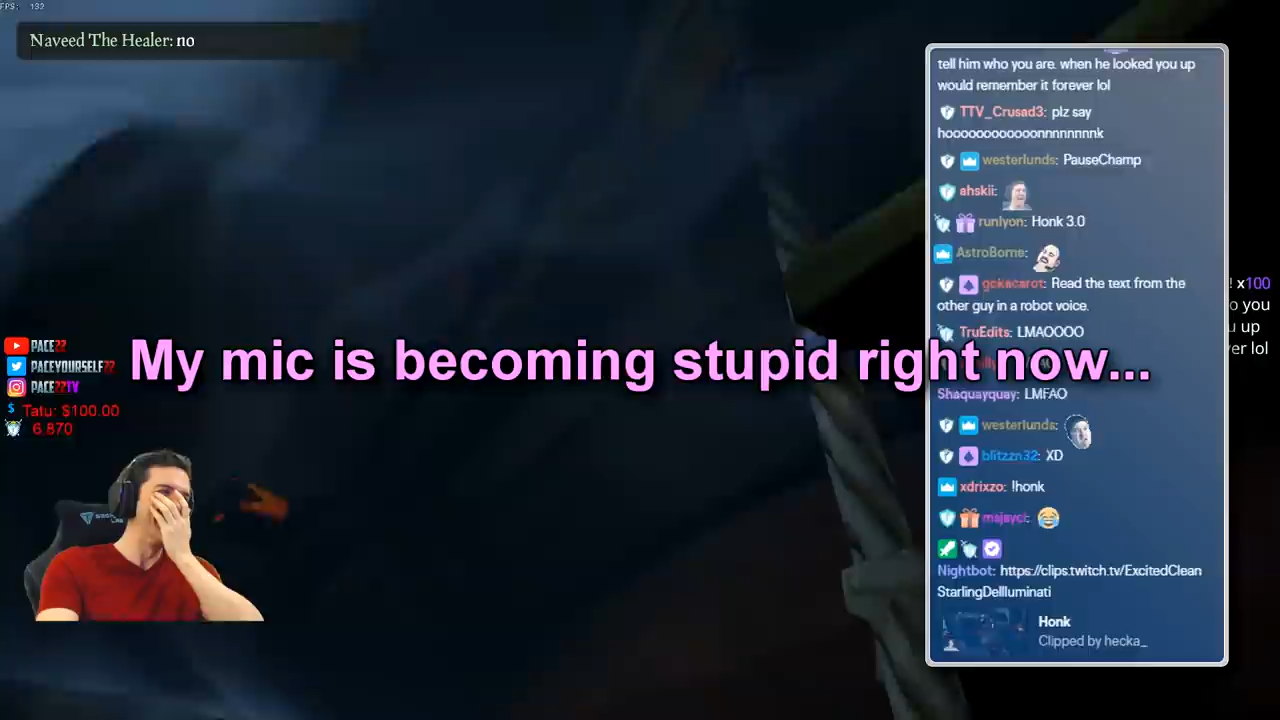 FPS: 132
Naveed The Healer: no
tell him who you are. when he looked you up
would remember it forever lol
TTV_Crusad3: plz say
hooooooooooonnnnnnnnk
westerlunds: PauseChamp
ahskii:
runlyon: Honk 3.0
AstroBorne:
gokacarot: Read the text from the
other guy in a robot voice.
TruEdits: LMAOOOO
My mic is becoming stupid right now...
Shaquayquay: LMFAO
westerlunds:
blitzzn32: XD
xdrixzo: !honk
msjayci:
Nightbot: https://clips.twitch.tv/ExcitedClean
StarlingDellluminati
Honk
Clipped by hecka_
! x100
o you
u up
er lol
PACE22
PACEYOURSELF22
PACE22TV
$ Tatu: $100.00
6,870